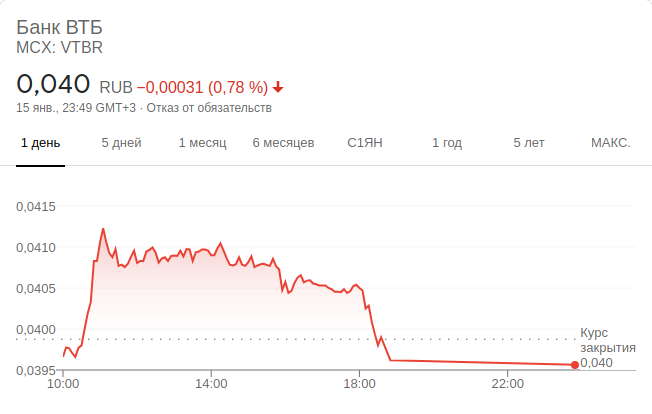 Банк ВТБ
MCX: VTBR
0,040 RUB −0,00031 (0,78 %)
15 янв., 23:49 GMT+3 · Отказ от обязательств
1 день 5 дней 1 месяц 6 месяцев С1ЯН 1 год 5 лет МАКС.
0,0415
0,0410
0,0405
0,0400
0,0395
Курс
закрытия
0,040
10:00 14:00 18:00 22:00